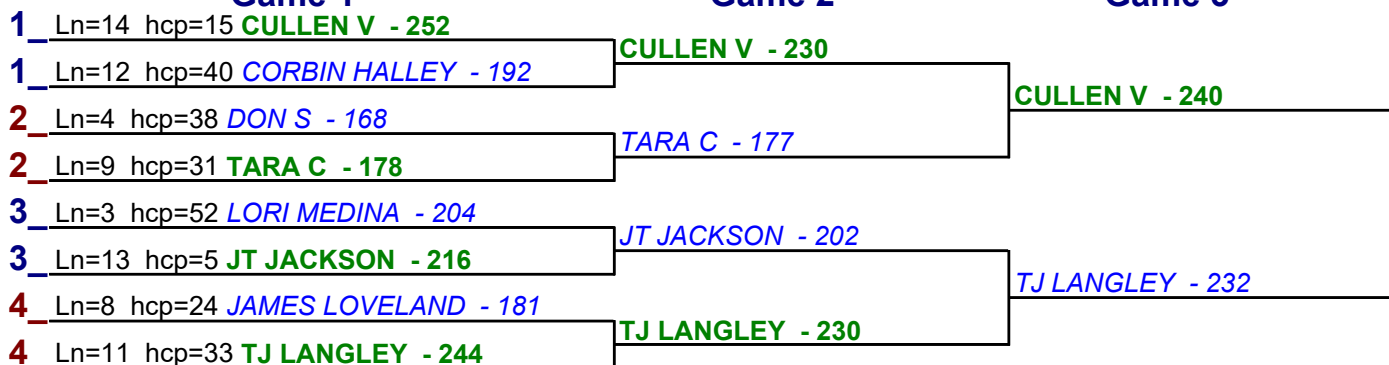 1_ Ln=14 hcp=15 CULLEN V - 252
1_ Ln=12 hcp=40 CORBIN HALLEY - 192
2_ Ln=4 hcp=38 DON S - 168
2_ Ln=9 hcp=31 TARA C - 178
3_ Ln=3 hcp=52 LORI MEDINA - 204
3_ Ln=13 hcp=5 JT JACKSON - 216
4_ Ln=8 hcp=24 JAMES LOVELAND - 181
4 Ln=11 hcp=33 TJ LANGLEY - 244
CULLEN V - 230
TARA C - 177
JT JACKSON - 202
TJ LANGLEY - 230
CULLEN V - 240
TJ LANGLEY - 232